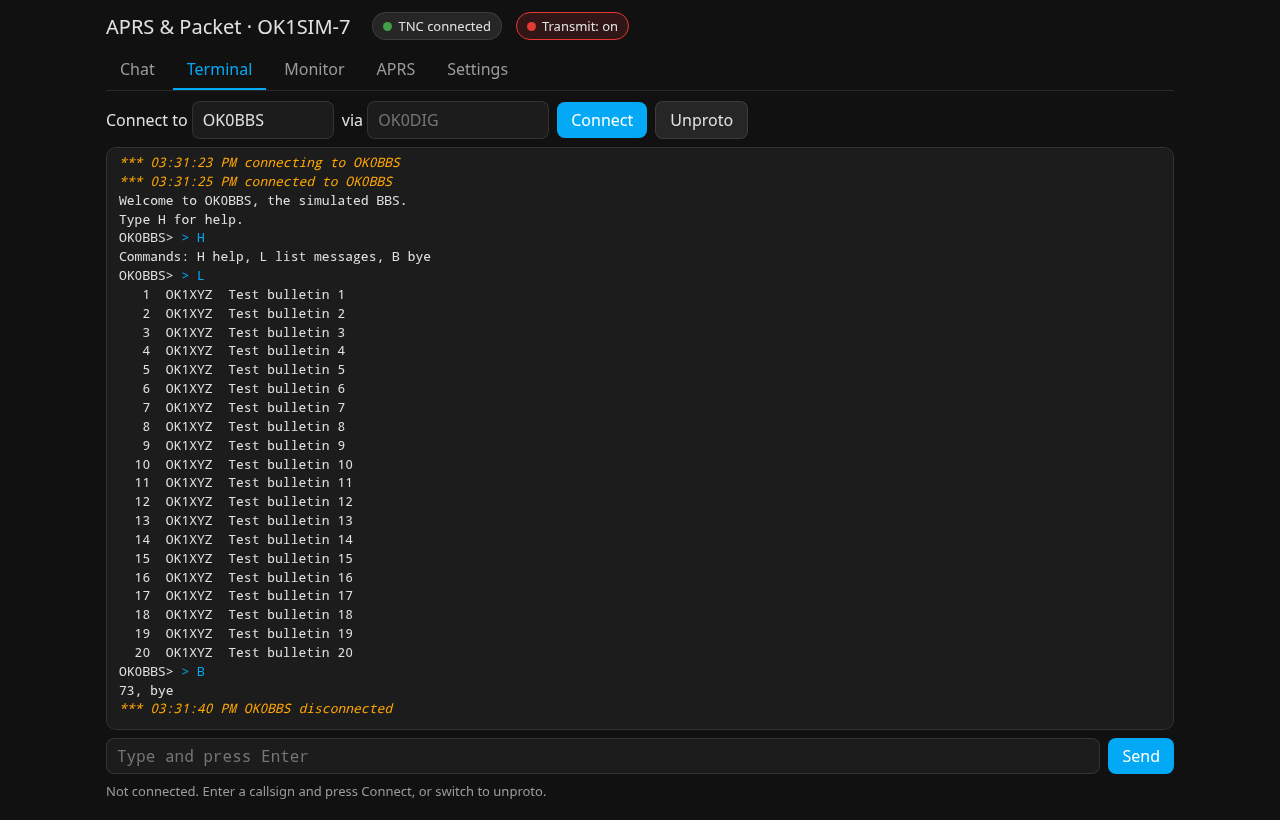 APRS & Packet · OK1SIM-7 TNC connected Transmit: on
Chat Terminal Monitor APRS Settings
Connect to OK0BBS via OK0DIG Connect Unproto
*** 03:31:23 PM connecting to OK0BBS
*** 03:31:25 PM connected to OK0BBS
Welcome to OK0BBS, the simulated BBS.
Type H for help.
OK0BBS> > H
Commands: H help, L list messages, B bye
OK0BBS> > L
1 OK1XYZ Test bulletin 1
2 OK1XYZ Test bulletin 2
3 OK1XYZ Test bulletin 3
4 OK1XYZ Test bulletin 4
5 OK1XYZ Test bulletin 5
6 OK1XYZ Test bulletin 6
7 OK1XYZ Test bulletin 7
8 OK1XYZ Test bulletin 8
9 OK1XYZ Test bulletin 9
10 OK1XYZ Test bulletin 10
11 OK1XYZ Test bulletin 11
12 OK1XYZ Test bulletin 12
13 OK1XYZ Test bulletin 13
14 OK1XYZ Test bulletin 14
15 OK1XYZ Test bulletin 15
16 OK1XYZ Test bulletin 16
17 OK1XYZ Test bulletin 17
18 OK1XYZ Test bulletin 18
19 OK1XYZ Test bulletin 19
20 OK1XYZ Test bulletin 20
OK0BBS> > B
73, bye
*** 03:31:40 PM OK0BBS disconnected
Type and press Enter Send
Not connected. Enter a callsign and press Connect, or switch to unproto.